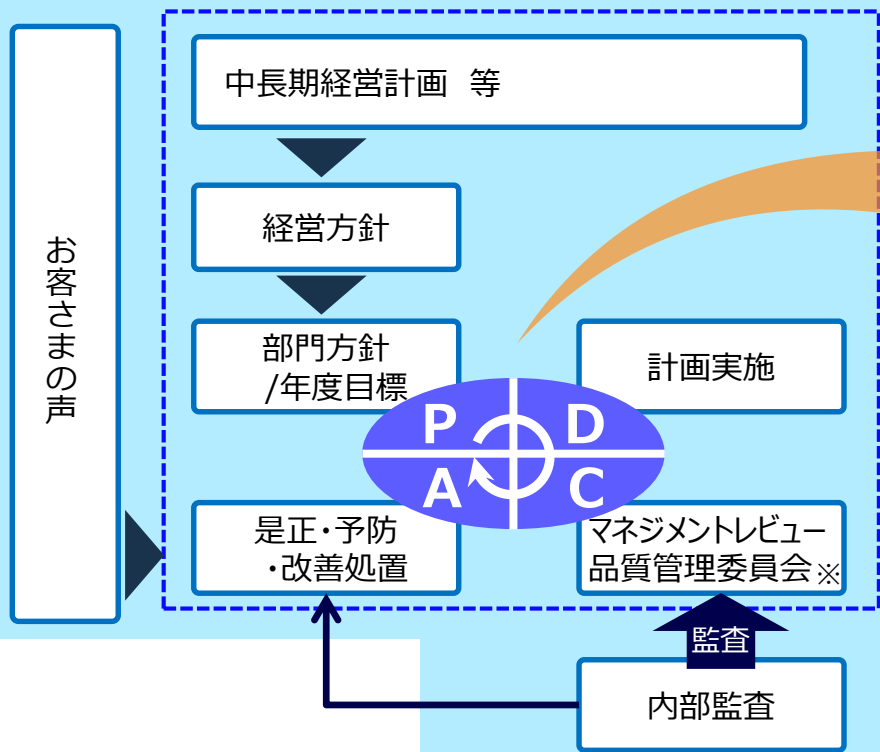 お客さまの声
中長期経営計画 等
経営方針
部門方針
/年度目標
計画実施
P
D
A
C
是正・予防
・改善処置
マネジメントレビュー
品質管理委員会※
監査
内部監査